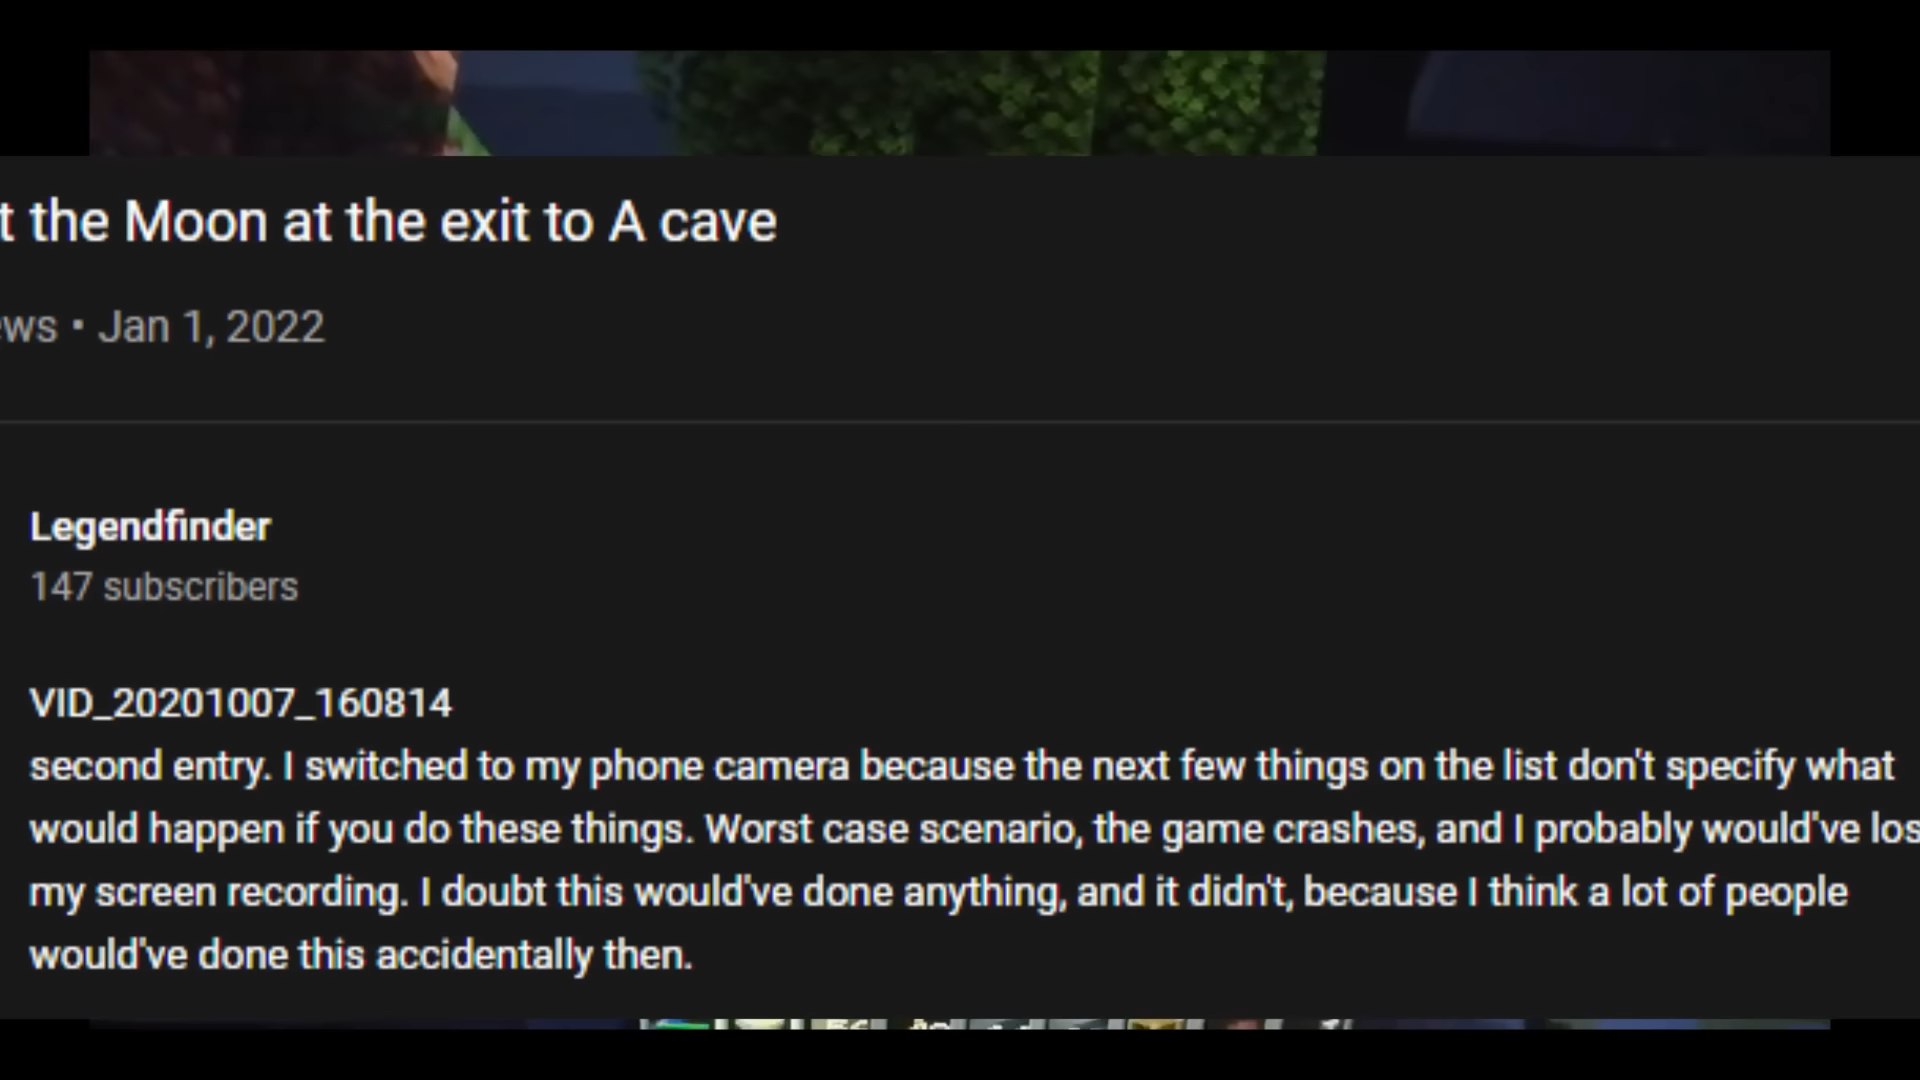 the Moon at the exit to A cave
• Jan 1, 2022
Legendfinder
147 subscribers
VID_20201007_160814
second entry. I switched to my phone camera because the next few things on the list don't specify what
would happen if you do these things. Worst case scenario, the game crashes, and I probably would've
my screen recording. I doubt this would've done anything, and it didn't, because I think a lot of people
would've done this accidentally then.